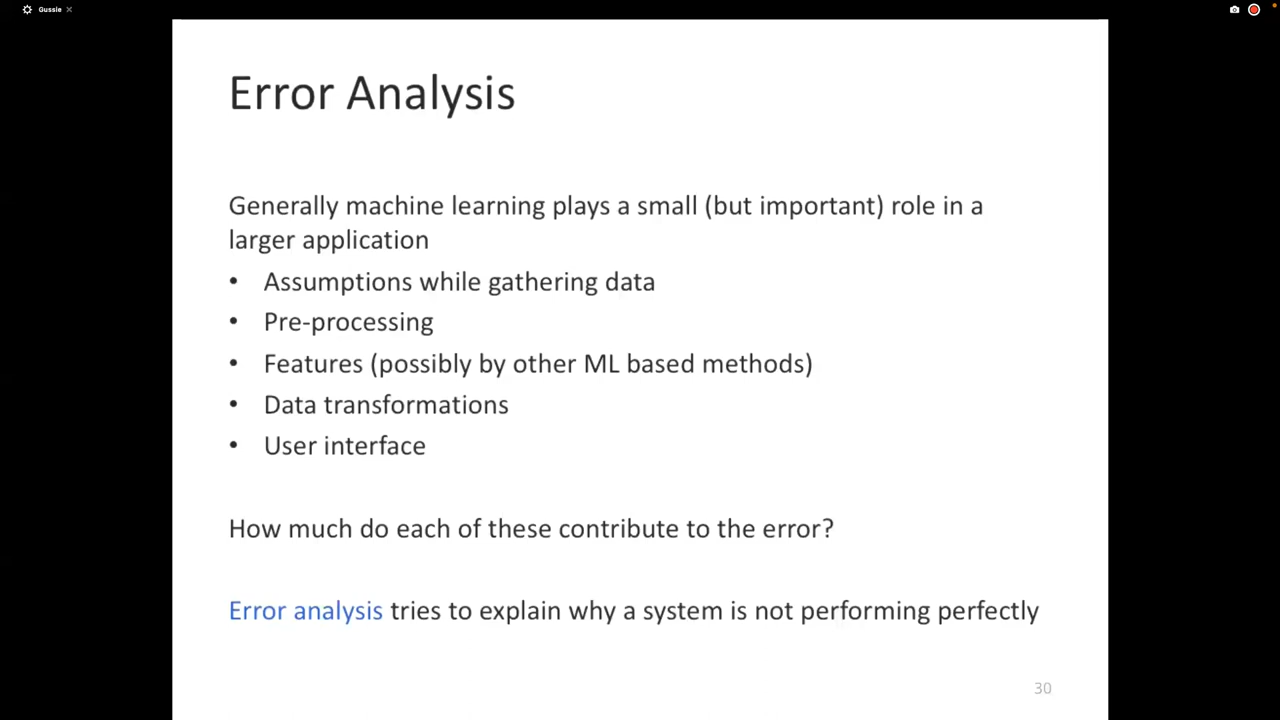 Gussie
Error Analysis
Generally machine learning plays a small (but important) role in a
larger application
• Assumptions while gathering data
• Pre-processing
• Features (possibly by other ML based methods)
• Data transformations
• User interface
How much do each of these contribute to the error?
Error analysis tries to explain why a system is not performing perfectly
30